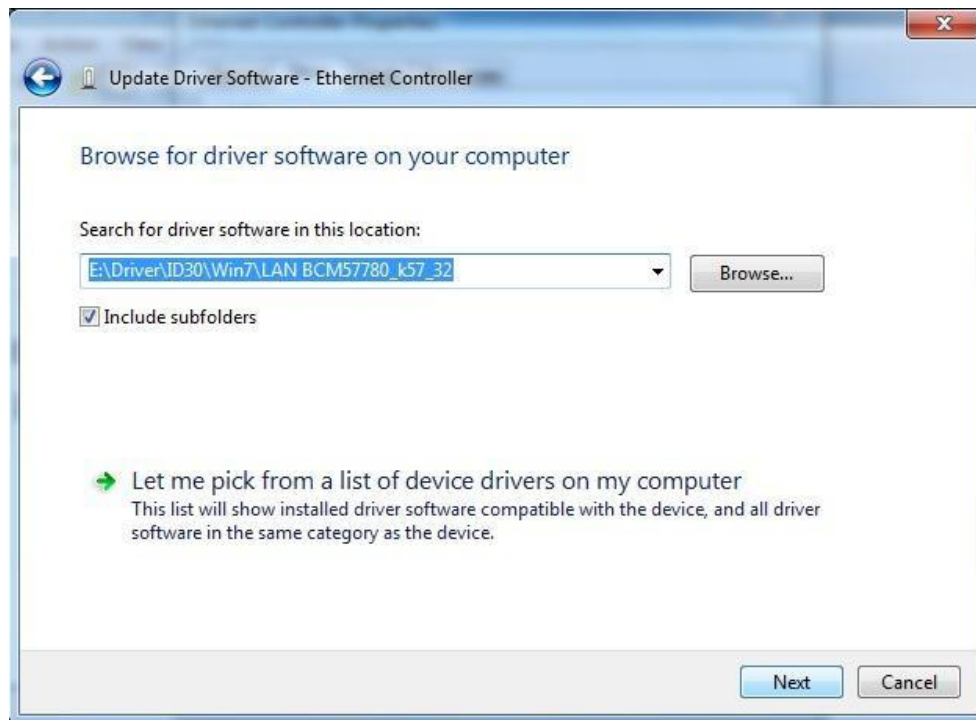 Update Driver Software - Ethernet Controller
Browse for driver software on your computer
Search for driver software in this location:
E:\Driver\ID30\Win7\LAN BCM57780_k57_32
Browse...
Include subfolders
Let me pick from a list of device drivers on my computer
This list will show installed driver software compatible with the device, and all driver
software in the same category as the device.
Next
Cancel